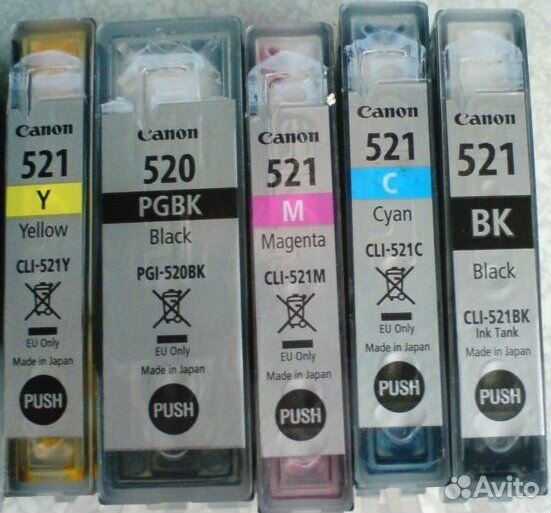 Canon
521
Y
Yellow
CLI-521Y
EU Only
Made in Japan
PUSH
Canon
520
PGBK
Black
PGI-520BK
EU Only
Made in Japan
PUSH
Canon
521
M
Magenta
CLI-521M
EU Only
Made in Japan
PUSH
Canon
521
C
Cyan
CLI-521C
EU Only
Made in Japan
PUSH
Canon
521
BK
Black
CLI-521BK
Ink Tank
EU Only
Made in Japan
PUSH
Avito